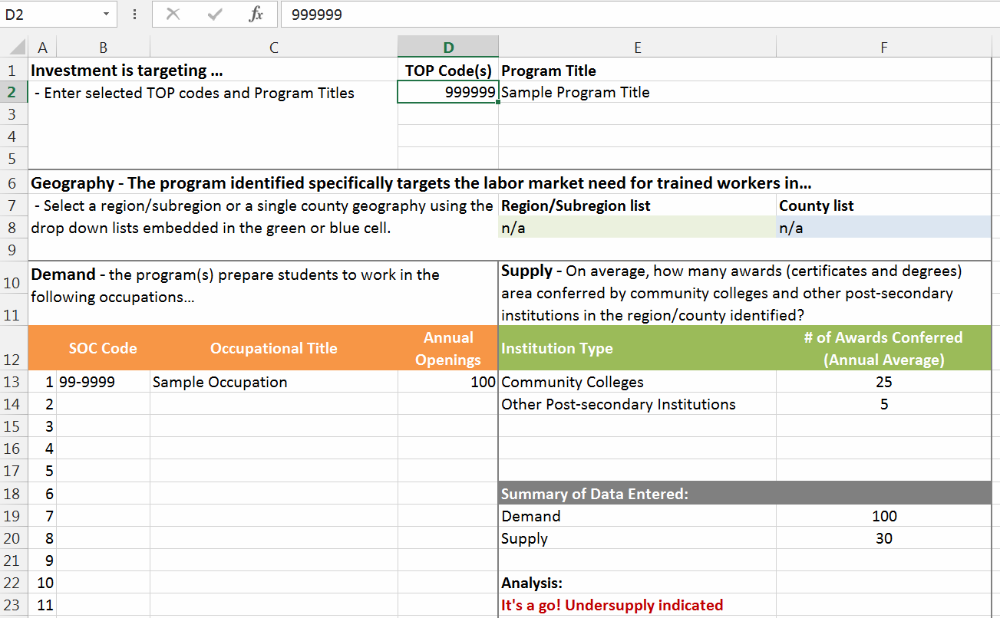 D2 fx 999999
A B C D E F
1 Investment is targeting ... TOP Code(s) Program Title
2 - Enter selected TOP codes and Program Titles 999999 Sample Program Title
3
4
5
6 Geography - The program identified specifically targets the labor market need for trained workers in...
7 - Select a region/subregion or a single county geography using the Region/Subregion list County list
8 drop down lists embedded in the green or blue cell. n/a n/a
9
10 Demand - the program(s) prepare students to work in the
following occupations...
Supply - On average, how many awards (certificates and degrees)
area conferred by community colleges and other post-secondary
11 institutions in the region/county identified?
12 SOC Code Occupational Title Annual
Openings
Institution Type # of Awards Conferred
(Annual Average)
13 1 99-9999 Sample Occupation 100 Community Colleges 25
14 2 Other Post-secondary Institutions 5
15 3
16 4
17 5
18 6 Summary of Data Entered:
19 7 Demand 100
20 8 Supply 30
21 9
22 10 Analysis:
23 11 It's a go! Undersupply indicated